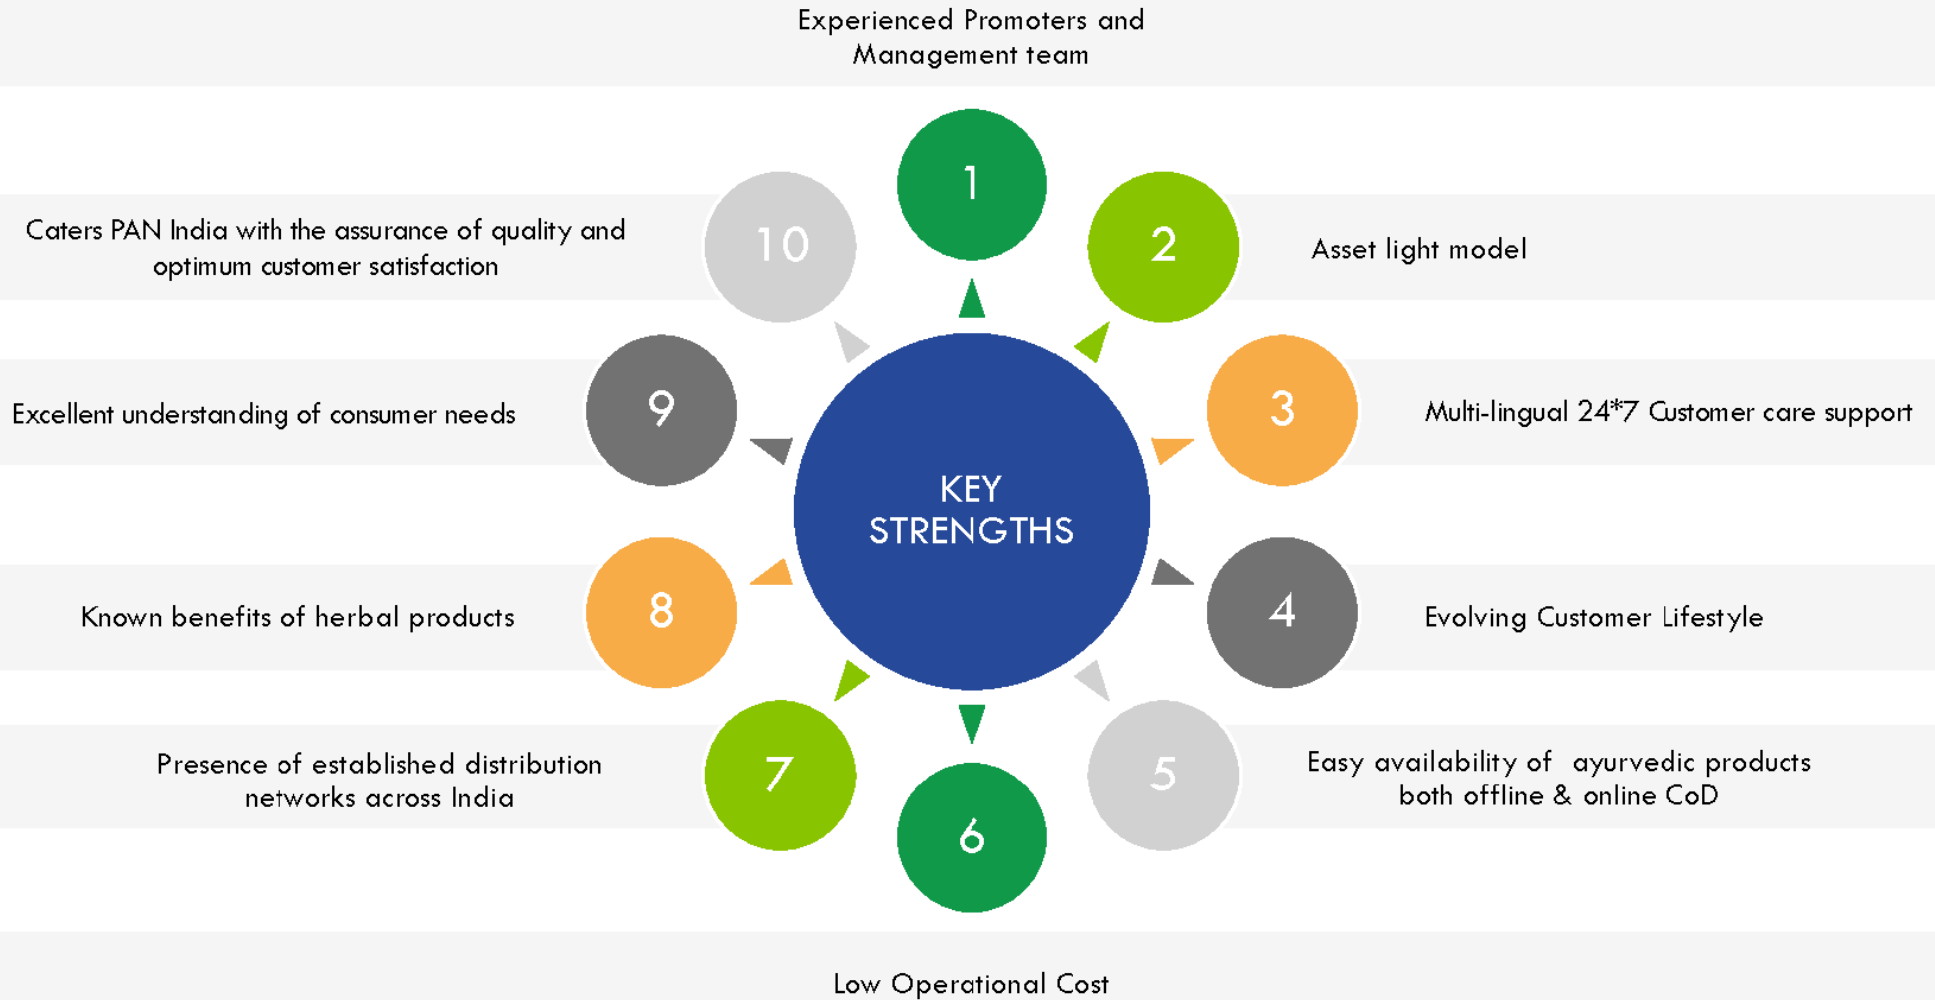 Experienced Promoters and
Management team
1
2
Asset light model
3
Multi-lingual 24*7 Customer care support
4
Evolving Customer Lifestyle
5
Easy availability of ayurvedic products
both offline & online CoD
6
Low Operational Cost
7
Presence of established distribution
networks across India
8
Known benefits of herbal products
9
Excellent understanding of consumer needs
10
Caters PAN India with the assurance of quality and
optimum customer satisfaction
KEY
STRENGTHS